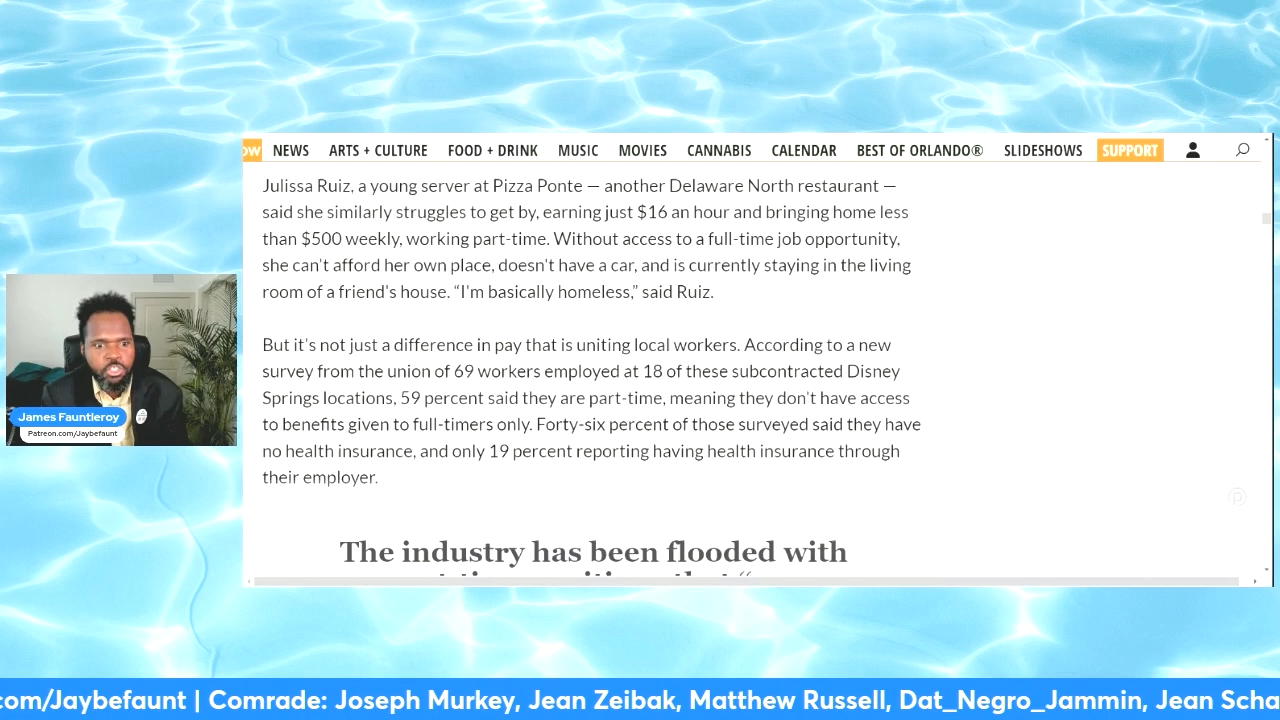 OW NEWS ARTS + CULTURE FOOD + DRINK MUSIC MOVIES CANNABIS CALENDAR BEST OF ORLANDO® SLIDESHOWS SUPPORT
Julissa Ruiz, a young server at Pizza Ponte — another Delaware North restaurant —
said she similarly struggles to get by, earning just $16 an hour and bringing home less
than $500 weekly, working part-time. Without access to a full-time job opportunity,
she can't afford her own place, doesn't have a car, and is currently staying in the living
room of a friend's house. “I'm basically homeless,” said Ruiz.
But it's not just a difference in pay that is uniting local workers. According to a new
survey from the union of 69 workers employed at 18 of these subcontracted Disney
Springs locations, 59 percent said they are part-time, meaning they don't have access
to benefits given to full-timers only. Forty-six percent of those surveyed said they have
no health insurance, and only 19 percent reporting having health insurance through
their employer.
The industry has been flooded with
James Fauntleroy
Patreon.com/Jaybefaunt
com/Jaybefaunt | Comrade: Joseph Murkey, Jean Zeibak, Matthew Russell, Dat_Negro_Jammin, Jean Scha